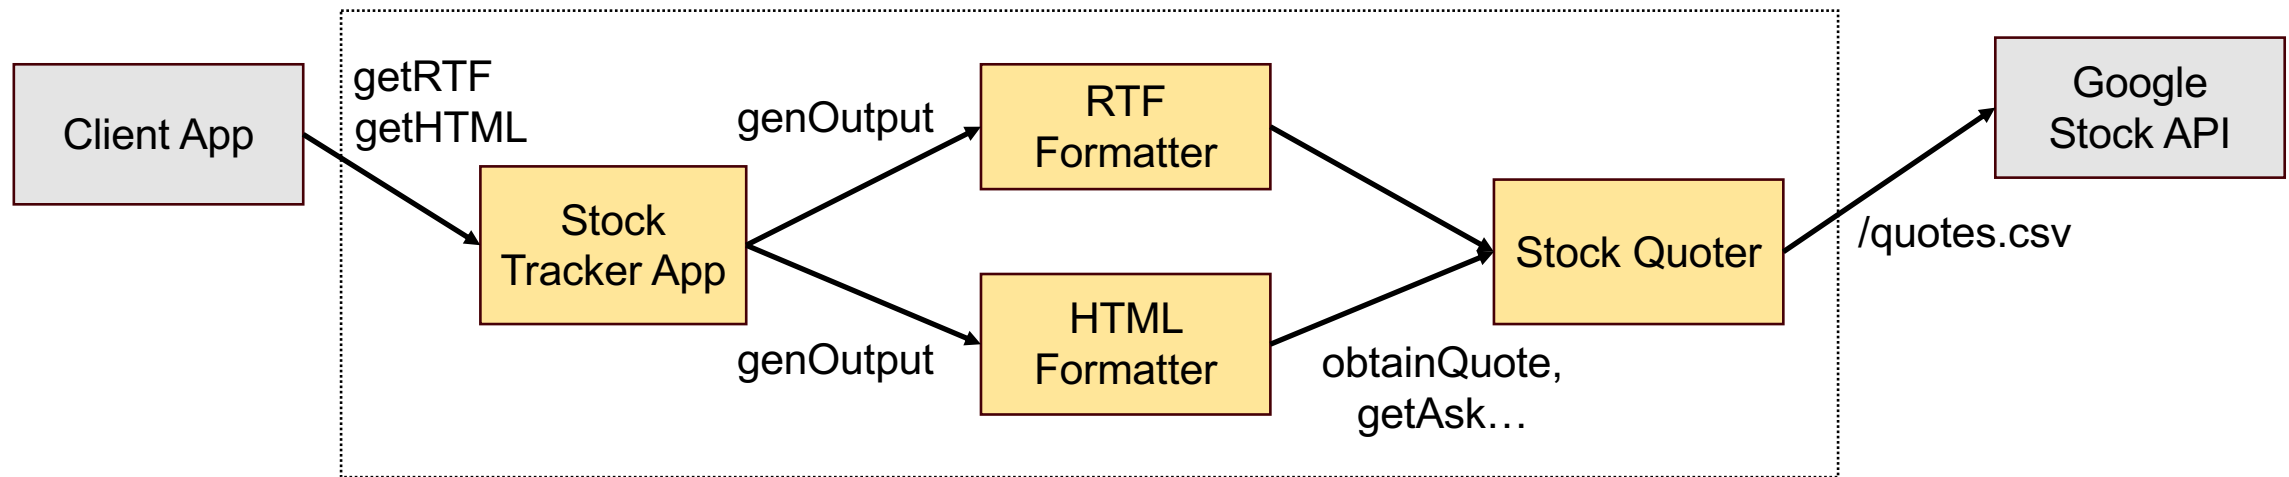 Client App
getRTF
getHTML
Stock
Tracker App
genOutput
genOutput
RTF
Formatter
HTML
Formatter
obtainQuote,
getAsk…
Stock Quoter
/quotes.csv
Google
Stock API